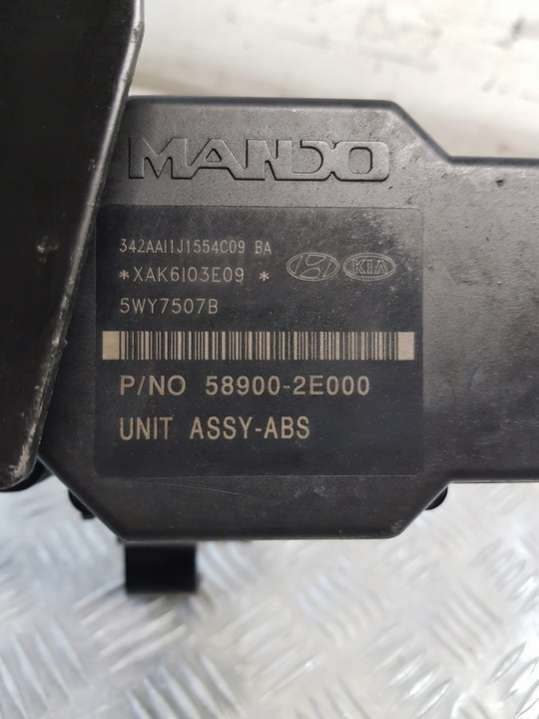 MANDO
342AAI1J1554C09 BA
*XAK6I03E09 * KIA
5WY7507B
P/NO 58900-2E000
UNIT ASSY-ABS